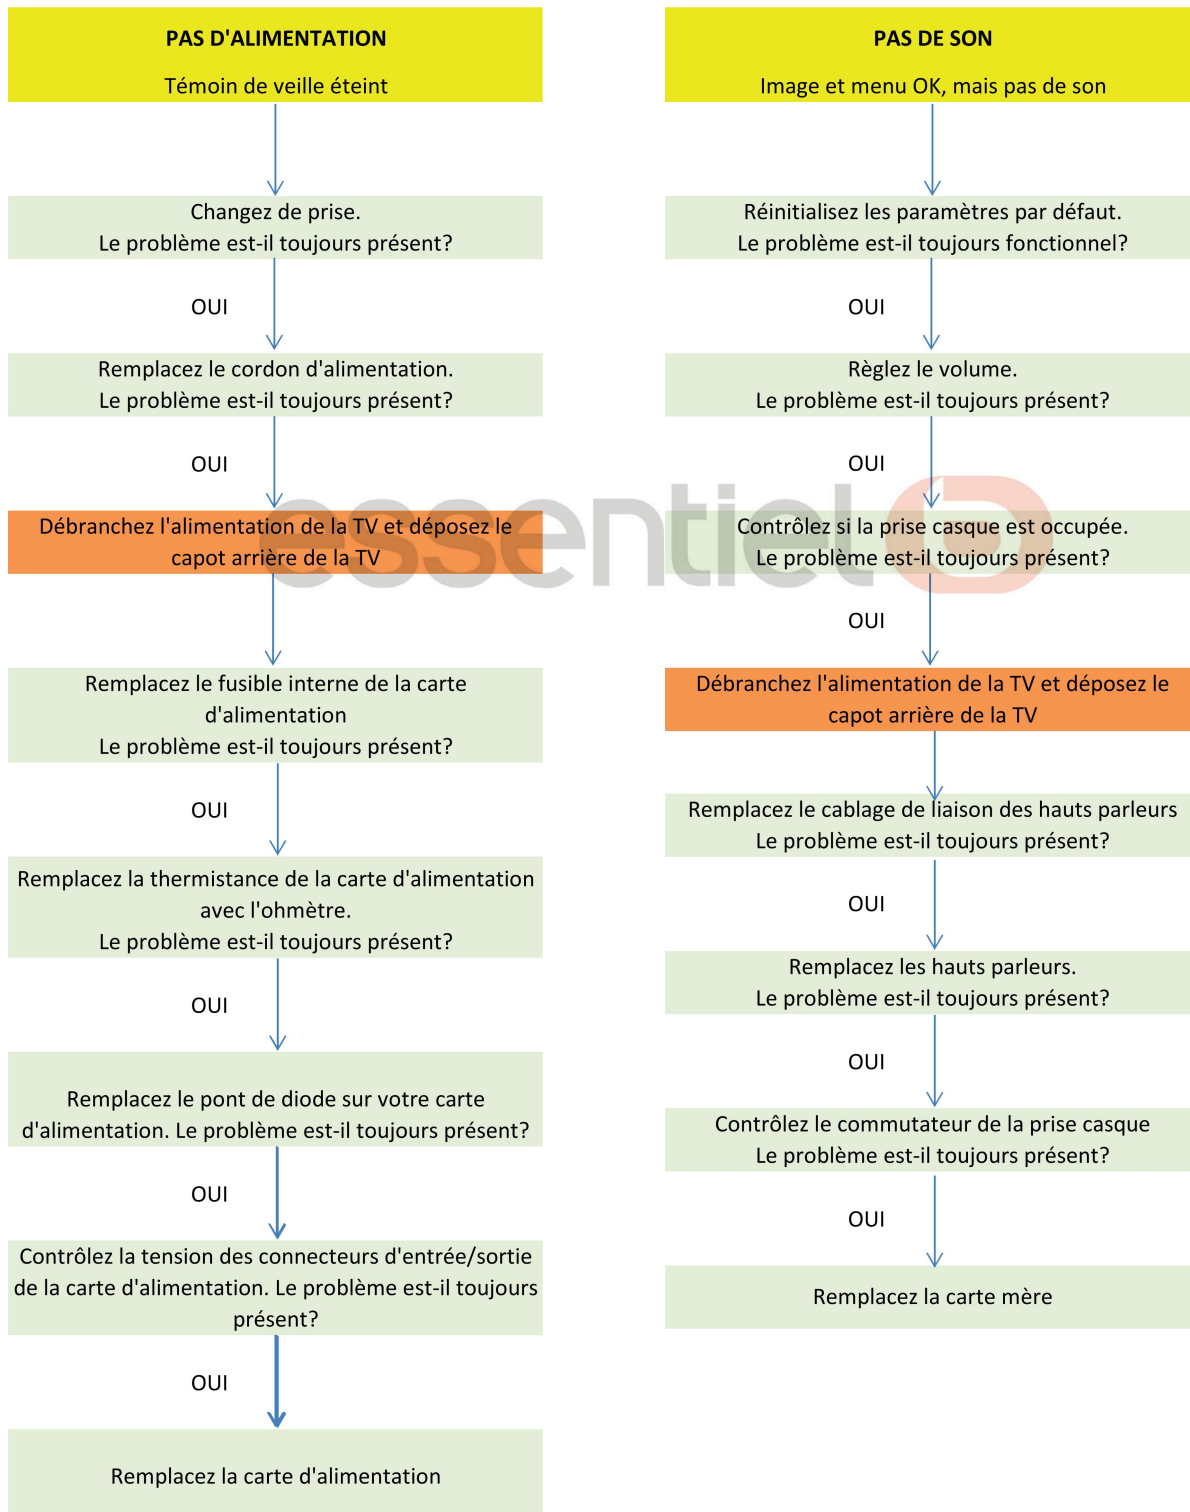 PAS D'ALIMENTATION
Témoin de veille éteint
Changez de prise.
Le problème est-il toujours présent?
OUI
Remplacez le cordon d'alimentation.
Le problème est-il toujours présent?
OUI
Débranchez l'alimentation de la TV et déposez le
capot arrière de la TV
Remplacez le fusible interne de la carte
d'alimentation
Le problème est-il toujours présent?
OUI
Remplacez la thermistance de la carte d'alimentation
avec l'ohmètre.
Le problème est-il toujours présent?
OUI
Remplacez le pont de diode sur votre carte
d'alimentation. Le problème est-il toujours présent?
OUI
Contrôlez la tension des connecteurs d'entrée/sortie
de la carte d'alimentation. Le problème est-il toujours
présent?
OUI
Remplacez la carte d'alimentation
PAS DE SON
Image et menu OK, mais pas de son
Réinitialisez les paramètres par défaut.
Le problème est-il toujours fonctionnel?
OUI
Règlez le volume.
Le problème est-il toujours présent?
OUI
Contrôlez si la prise casque est occupée.
Le problème est-il toujours présent?
OUI
Débranchez l'alimentation de la TV et déposez le
capot arrière de la TV
Remplacez le cablage de liaison des hauts parleurs
Le problème est-il toujours présent?
OUI
Remplacez les hauts parleurs.
Le problème est-il toujours présent?
OUI
Contrôlez le commutateur de la prise casque
Le problème est-il toujours présent?
OUI
Remplacez la carte mère
essentiel b